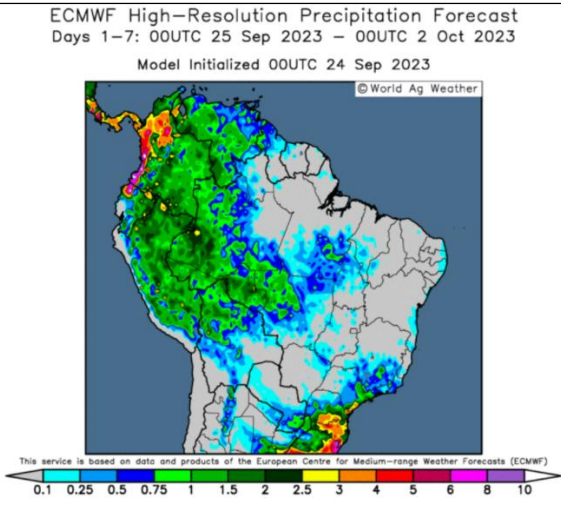 ECMWF High-Resolution Precipitation Forecast
Days 1-7: 00UTC 25 Sep 2023 - 00UTC 2 Oct 2023
Model Initialized 00UTC 24 Sep 2023
© World Ag Weather
This service is based on data and products of the European Centre for Medium-range Weather Forecasts (ECMWF)
0.1 0.25 0.5 0.75 1 1.5 2 2.5 3 4 5 6 8 10